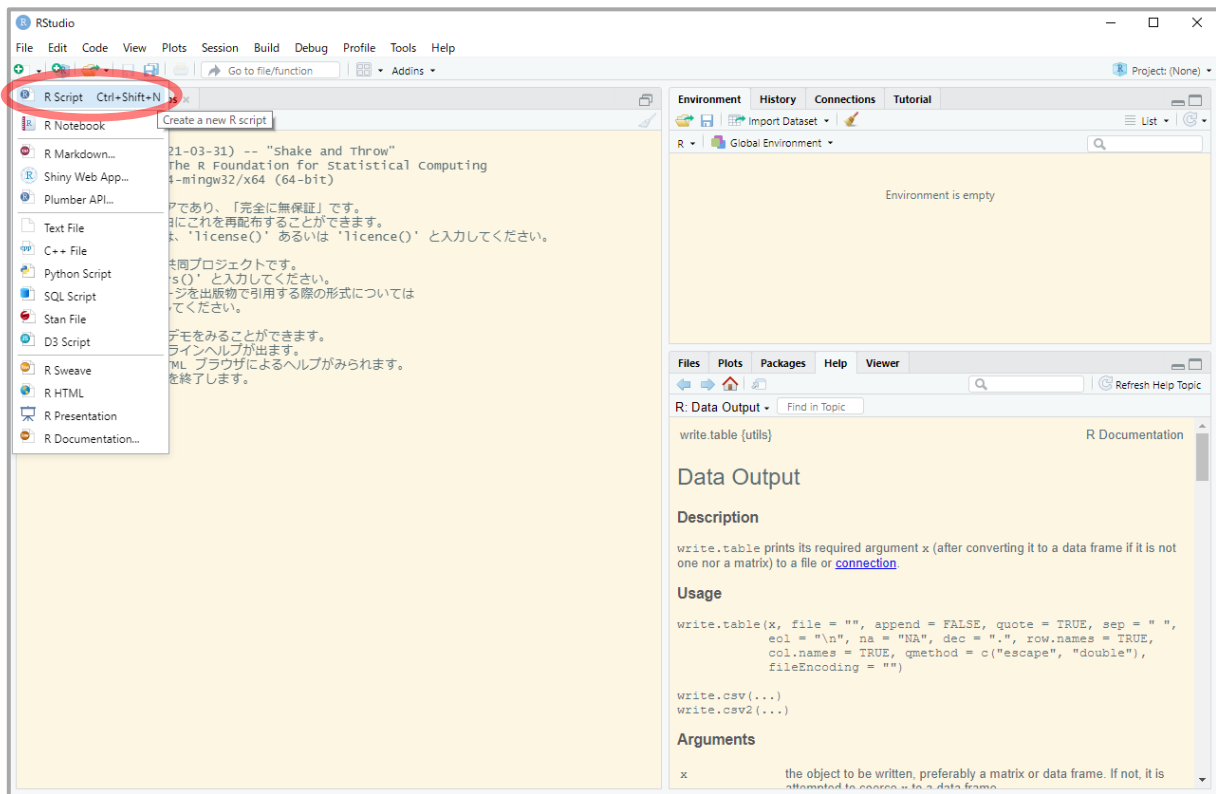 RStudio
File Edit Code View Plots Session Build Debug Profile Tools Help
Go to file/function Addins Project: (None)
R Script Ctrl+Shift+N
Create a new R script
R Notebook
R Markdown...
Shiny Web App...
Plumber API...
Text File
C++ File
Python Script
SQL Script
Stan File
D3 Script
R Sweave
R HTML
R Presentation
R Documentation...
21-03-31) -- "Shake and Throw"
The R Foundation for Statistical Computing
4-mingw32/x64 (64-bit)
アであり、「完全に無保証」です。
由にこれを再配布することができます。
は、'license()' あるいは 'licence()' と入力してください。
共同プロジェクトです。
rs()' と入力してください。
ージを出版物で引用する際の形式については
してください。
デモをみることができます。
ラインヘルプが出ます。
TML ブラウザによるヘルプがみられます。
を終了します。
Environment History Connections Tutorial
Import Dataset List
R Global Environment
Environment is empty
Files Plots Packages Help Viewer
Refresh Help Topic
R: Data Output Find in Topic
write.table {utils} R Documentation
Data Output
Description
write.table prints its required argument x (after converting it to a data frame if it is not
one nor a matrix) to a file or connection.
Usage
write.table(x, file = "", append = FALSE, quote = TRUE, sep = " ",
eol = "\n", na = "NA", dec = ".", row.names = TRUE,
col.names = TRUE, qmethod = c("escape", "double"),
fileEncoding = "")
write.csv(...)
write.csv2(...)
Arguments
x the object to be written, preferably a matrix or data frame. If not, it is
attempted to coerce x to a data frame.